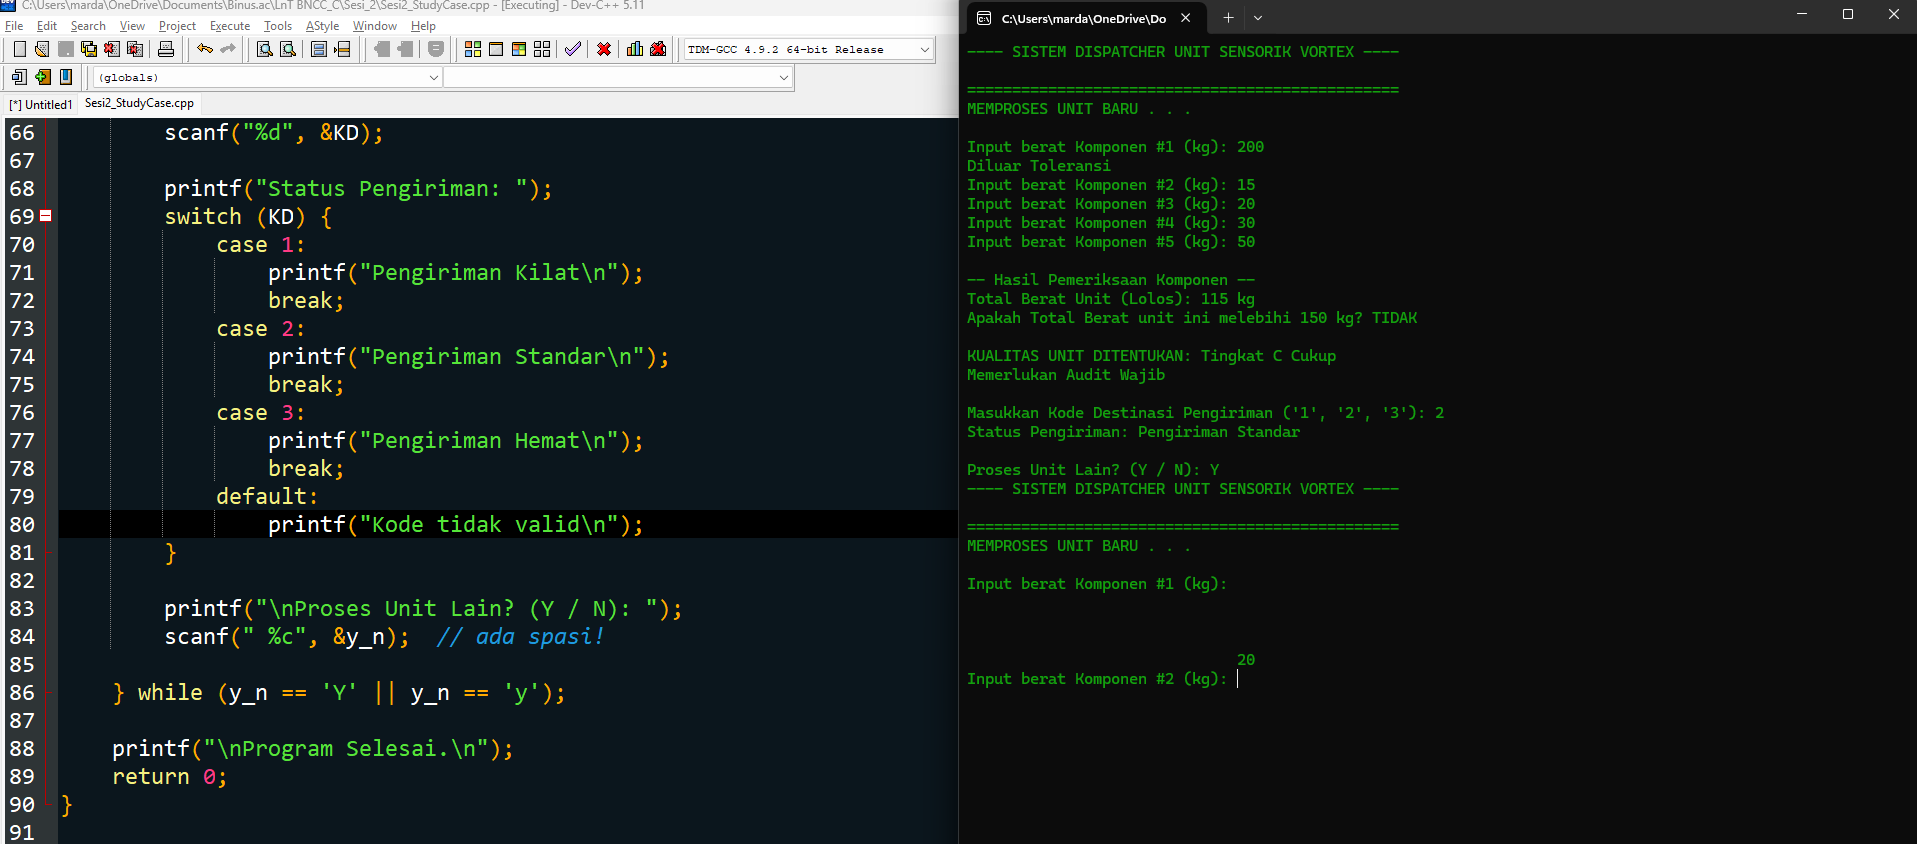 C:\Users\marda\OneDrive\Documents\Binus.ac\LnT BNCC_C\Sesi_2\Sesi2_StudyCase.cpp - [Executing] - Dev-C++ 5.11
File Edit Search View Project Execute Tools AStyle Window Help
TDM-GCC 4.9.2 64-bit Release
(globals)
[*] Untitled1 Sesi2_StudyCase.cpp
66 scanf("%d", &KD);
67
68 printf("Status Pengiriman: ");
69 switch (KD) {
70 case 1:
71 printf("Pengiriman Kilat\n");
72 break;
73 case 2:
74 printf("Pengiriman Standar\n");
75 break;
76 case 3:
77 printf("Pengiriman Hemat\n");
78 break;
79 default:
80 printf("Kode tidak valid\n");
81 }
82
83 printf("\nProses Unit Lain? (Y / N): ");
84 scanf(" %c", &y_n); // ada spasi!
85
86 } while (y_n == 'Y' || y_n == 'y');
87
88 printf("\nProgram Selesai.\n");
89 return 0;
90 }
91
C:\Users\marda\OneDrive\Do
---- SISTEM DISPATCHER UNIT SENSORIK VORTEX ----
================================================
MEMPROSES UNIT BARU . . .
Input berat Komponen #1 (kg): 200
Diluar Toleransi
Input berat Komponen #2 (kg): 15
Input berat Komponen #3 (kg): 20
Input berat Komponen #4 (kg): 30
Input berat Komponen #5 (kg): 50
-- Hasil Pemeriksaan Komponen --
Total Berat Unit (Lolos): 115 kg
Apakah Total Berat unit ini melebihi 150 kg? TIDAK
KUALITAS UNIT DITENTUKAN: Tingkat C Cukup
Memerlukan Audit Wajib
Masukkan Kode Destinasi Pengiriman ('1', '2', '3'): 2
Status Pengiriman: Pengiriman Standar
Proses Unit Lain? (Y / N): Y
---- SISTEM DISPATCHER UNIT SENSORIK VORTEX ----
================================================
MEMPROSES UNIT BARU . . .
Input berat Komponen #1 (kg):
20
Input berat Komponen #2 (kg):